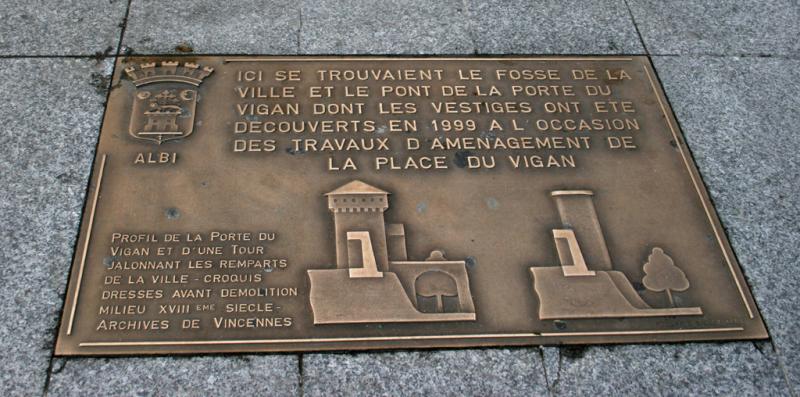 ICI SE TROUVAIENT LE FOSSE DE LA
VILLE ET LE PONT DE LA PORTE DU
VIGAN DONT LES VESTIGES ONT ETE
DECOUVERTS EN 1999 A L'OCCASION
DES TRAVAUX D'AMENAGEMENT DE
LA PLACE DU VIGAN
ALBI
PROFIL DE LA PORTE DU
VIGAN ET D'UNE TOUR
JALONNANT LES REMPARTS
DE LA VILLE - CROQUIS
DRESSES AVANT DEMOLITION
MILIEU XVIII EME SIECLE-
ARCHIVES DE VINCENNES